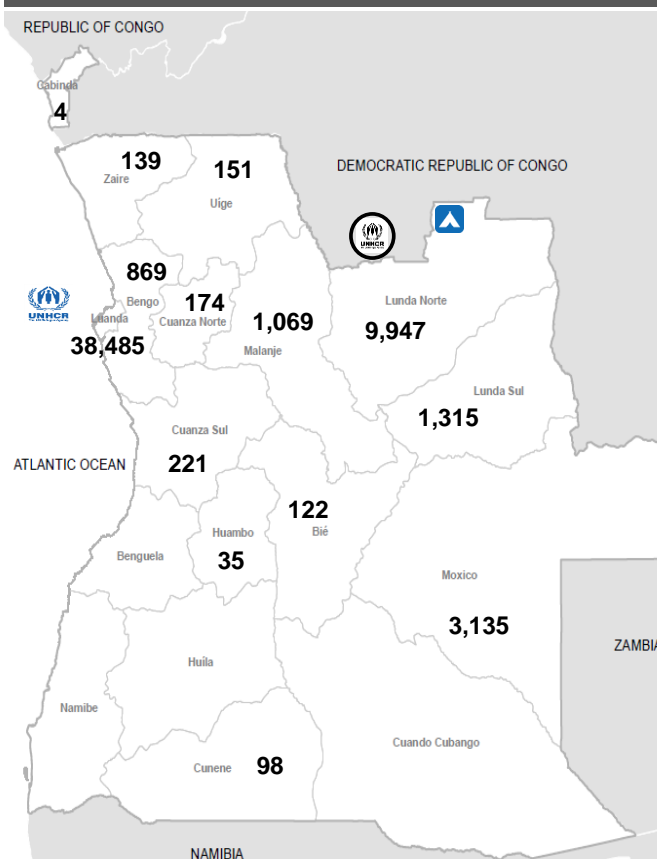 REPUBLIC OF CONGO
Cabinda
4
139
Zaire
151
Uige
DEMOCRATIC REPUBLIC OF CONGO
UNHCR
869
Bengo
174
Cuanza Norte
UNHCR
Luanda
38,485
1,069
Malanje
Lunda Norte
9,947
Lunda Sul
1,315
Cuanza Sul
221
ATLANTIC OCEAN
122
Bié
Huambo
35
Benguela
Moxico
3,135
ZAMBIA
Huíla
Namibe
Cuando Cubango
Cunene 98
NAMIBIA